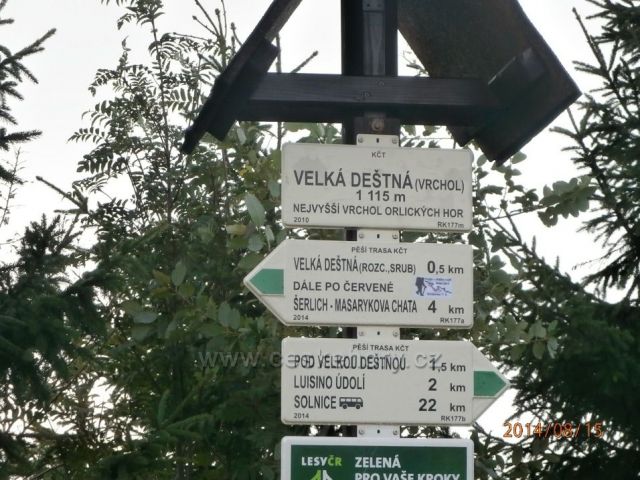 KČT
VELKÁ DEŠTNÁ (VRCHOL)
1 115 m
NEJVYŠŠÍ VRCHOL ORLICKÝCH HOR
2010 RK177m
PĚŠÍ TRASA KČT
VELKÁ DEŠTNÁ (ROZC.,SRUB) 0,5 km
DÁLE PO ČERVENÉ
ŠERLICH - MASARYKOVA CHATA 4 km
2014 RK177a
PĚŠÍ TRASA KČT
POD VELKOU DEŠTNOU 1,5 km
LUISINO ÚDOLÍ 2 km
SOLNICE 22 km
2014 RK177b
LESY ČR ZELENÁ
PRO VAŠE KROKY
2014/08/15